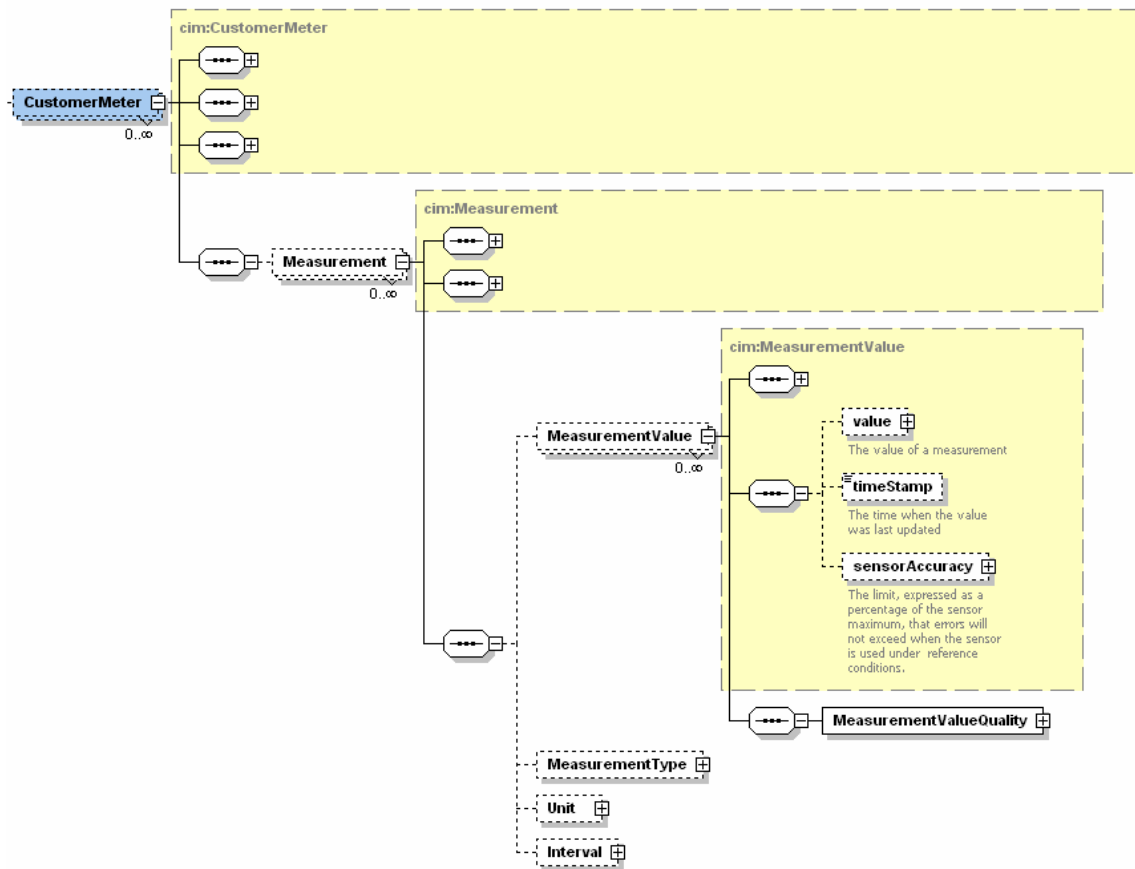 cim:CustomerMeter
CustomerMeter
0..∞
cim:Measurement
Measurement
0..∞
cim:MeasurementValue
MeasurementValue
0..∞
value
The value of a measurement
timeStamp
The time when the value
was last updated
sensorAccuracy
The limit, expressed as a
percentage of the sensor
maximum, that errors will
not exceed when the sensor
is used under reference
conditions.
MeasurementValueQuality
MeasurementType
Unit
Interval